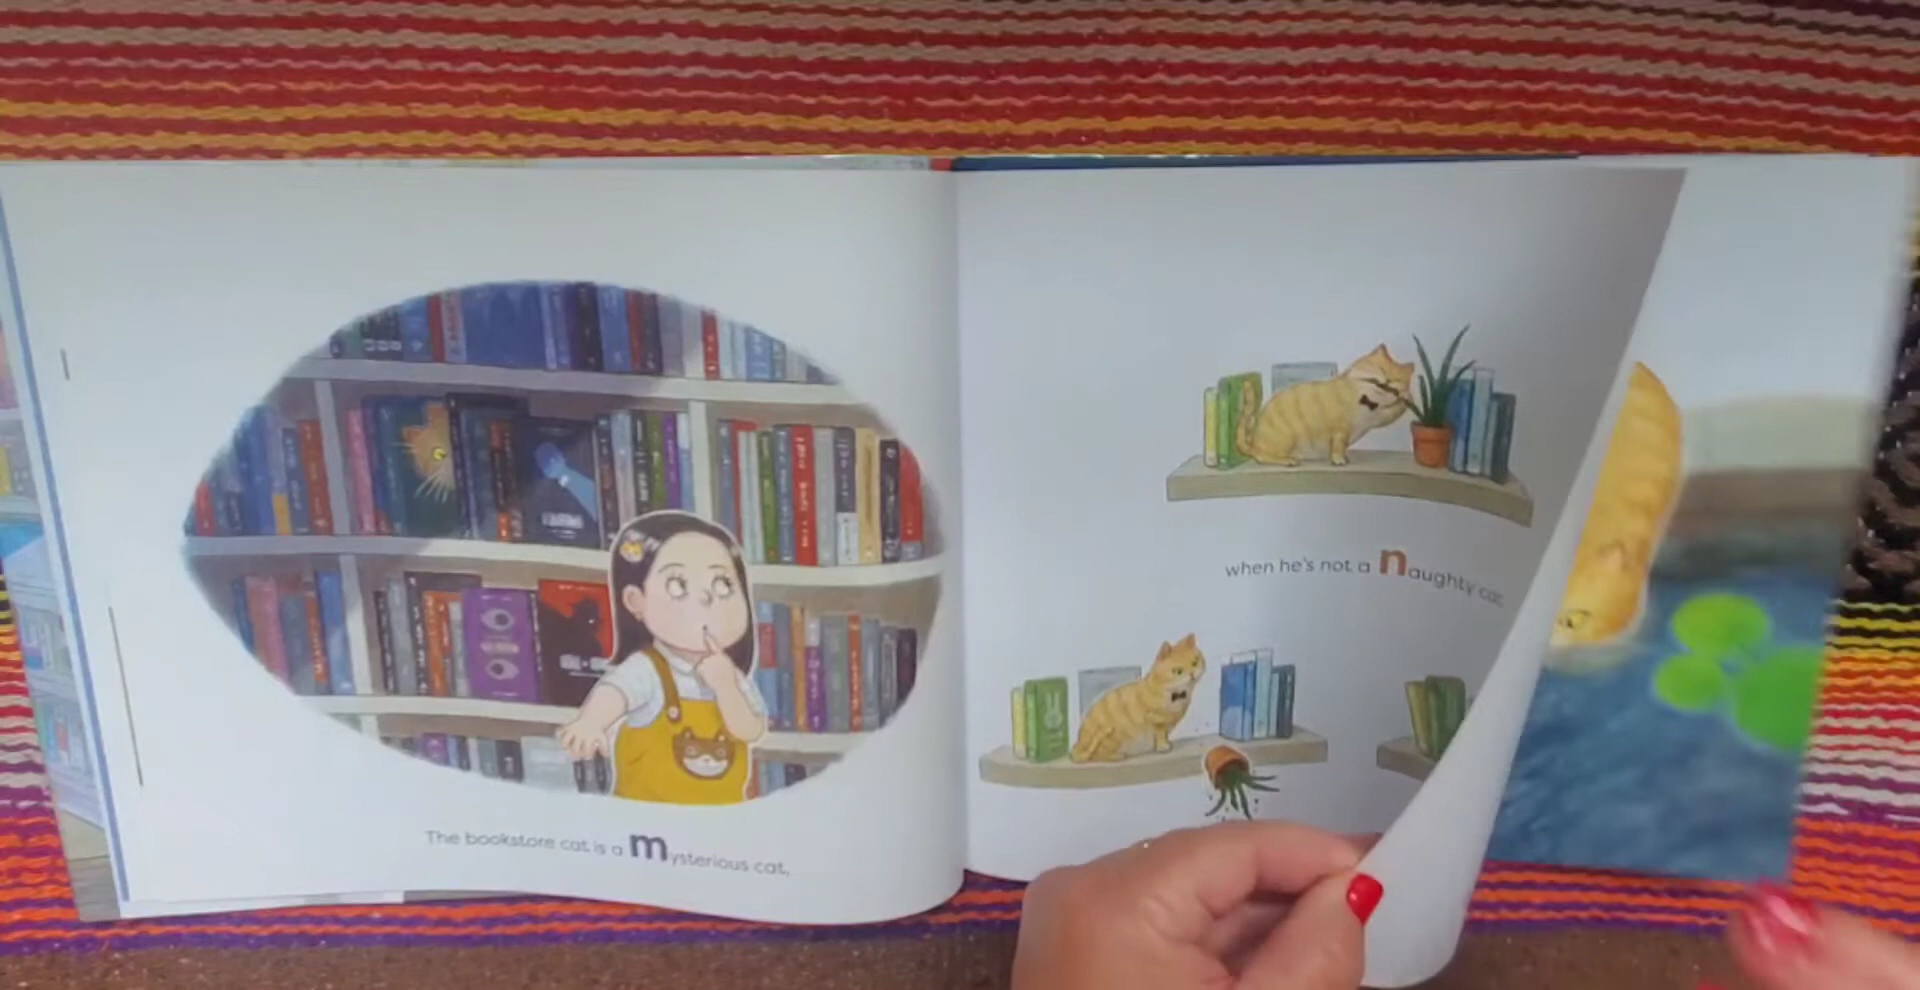 The bookstore cat is a mysterious cat,
when he's not a naughty cat.